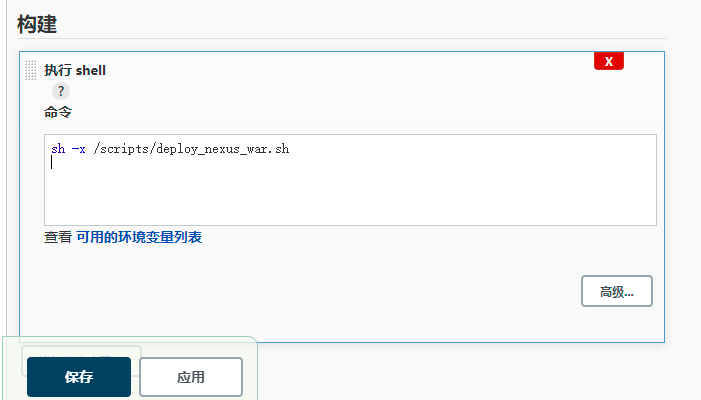 构建
执行 shell
X
?
命令
sh -x /scripts/deploy_nexus_war.sh
查看 可用的环境变量列表
高级...
保存
应用